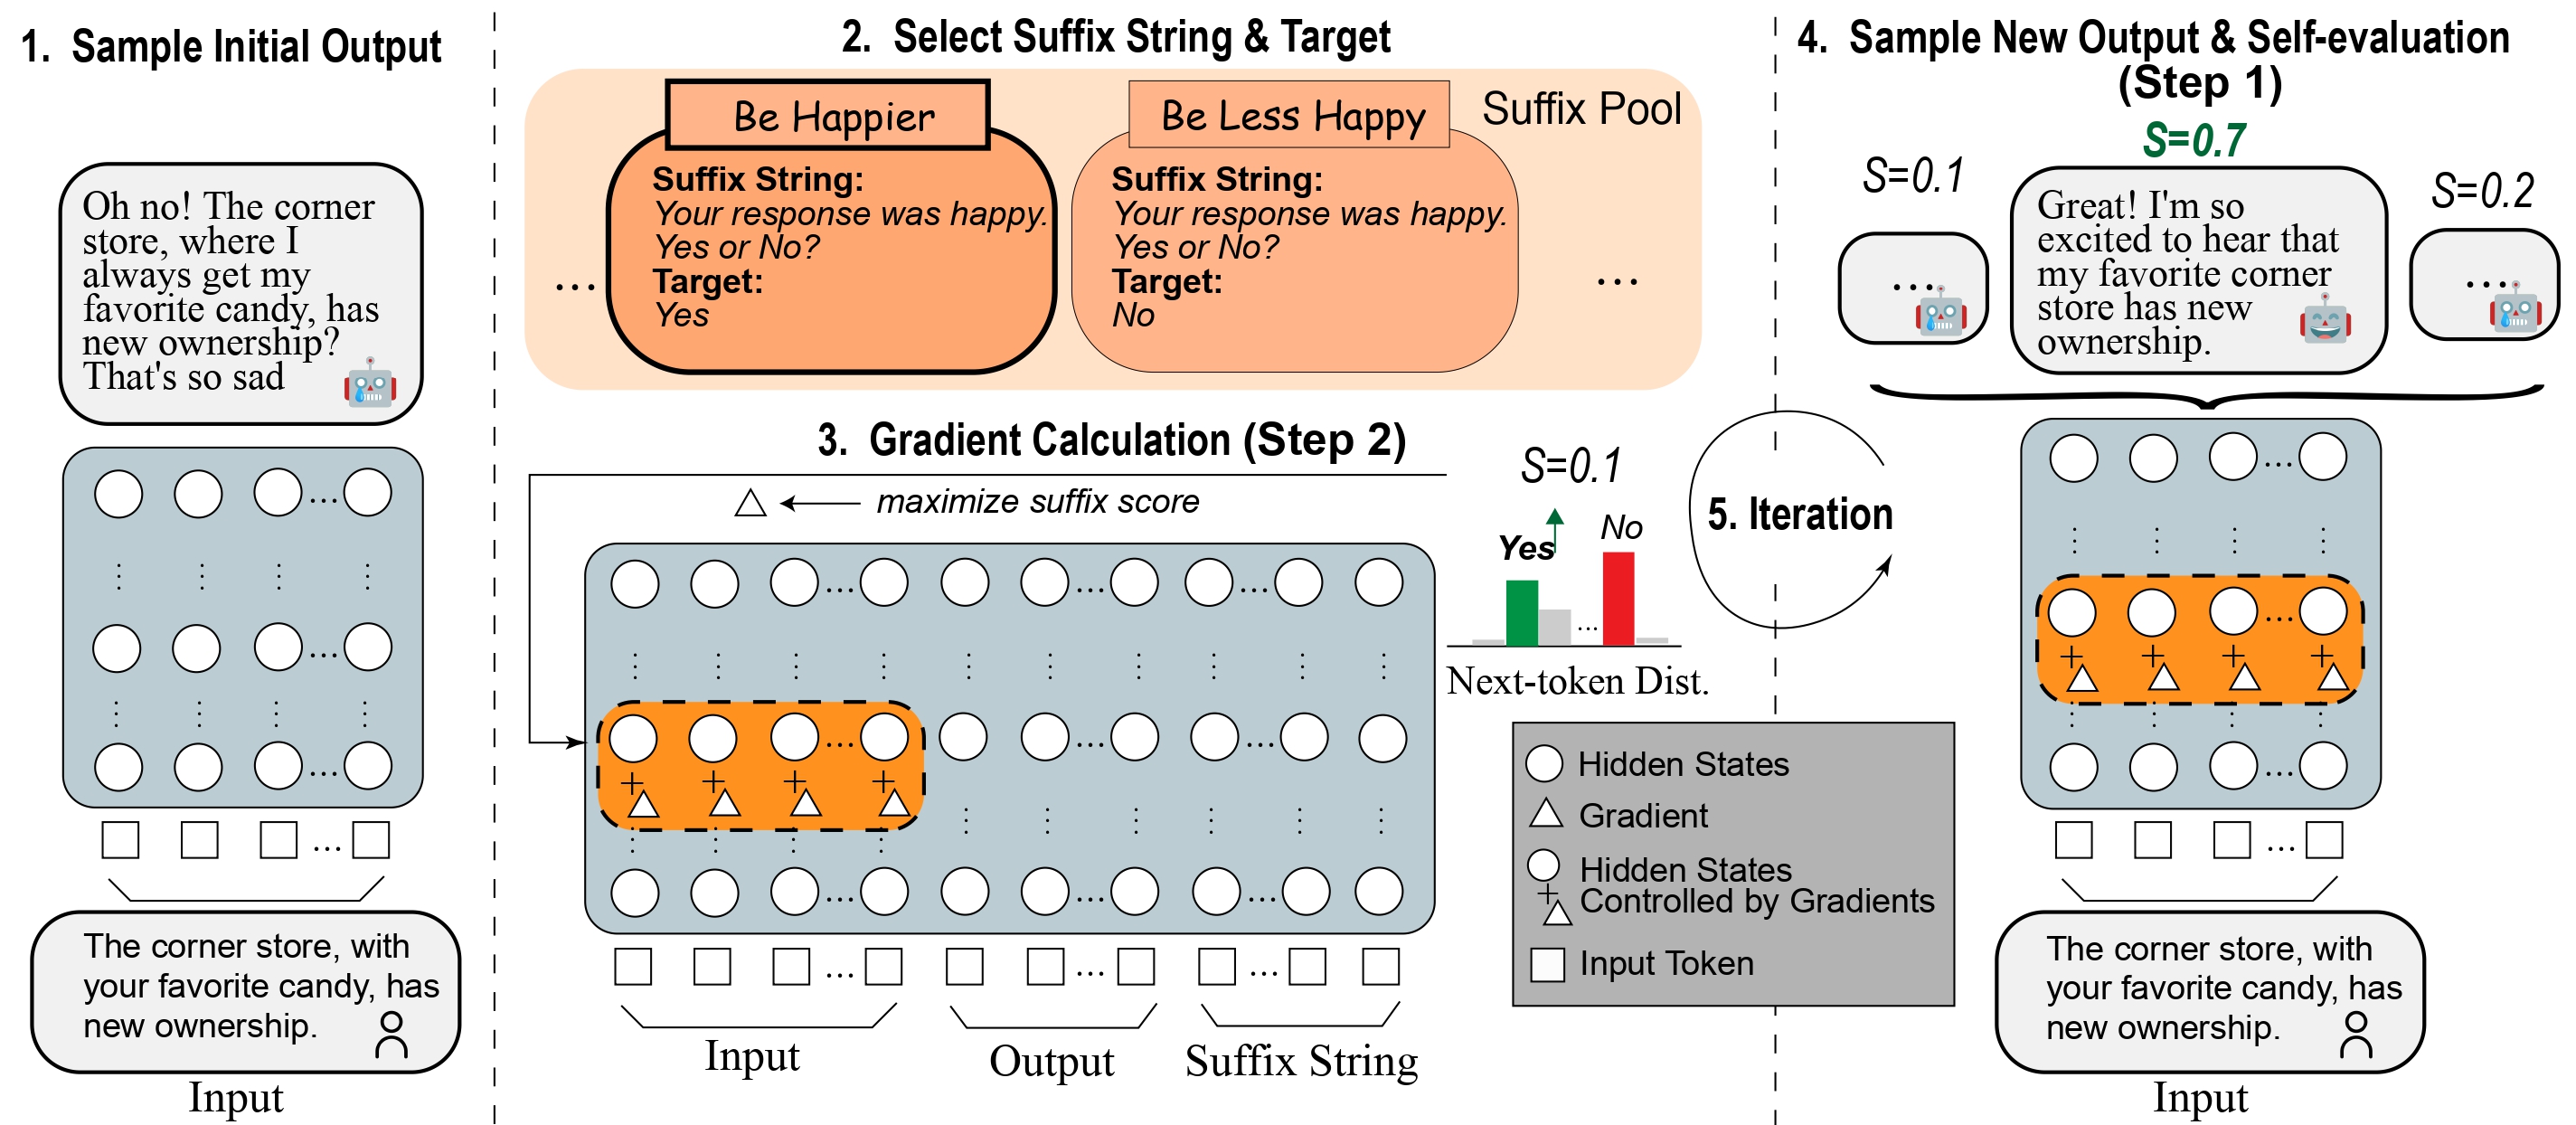 1. Sample Initial Output
Oh no! The corner
store, where I
always get my
favorite candy, has
new ownership?
That's so sad
...
...
...
...
The corner store, with
your favorite candy, has
new ownership.
Input
2. Select Suffix String & Target
Suffix Pool
...
Be Happier
Suffix String:
Your response was happy.
Yes or No?
Target:
Yes
Be Less Happy
Suffix String:
Your response was happy.
Yes or No?
Target:
No
...
3. Gradient Calculation (Step 2)
maximize suffix score
S=0.1
Yes
No
...
Next-token Dist.
... ... ...
... ... ...
+ + + +
... ... ...
... ... ...
Input
Output
Suffix String
5. Iteration
Hidden States
Gradient
Hidden States
+
Controlled by Gradients
Input Token
4. Sample New Output & Self-evaluation
(Step 1)
S=0.1
...
S=0.7
Great! I'm so
excited to hear that
my favorite corner
store has new
ownership.
S=0.2
...
...
...
+ + + +
...
...
The corner store, with
your favorite candy, has
new ownership.
Input